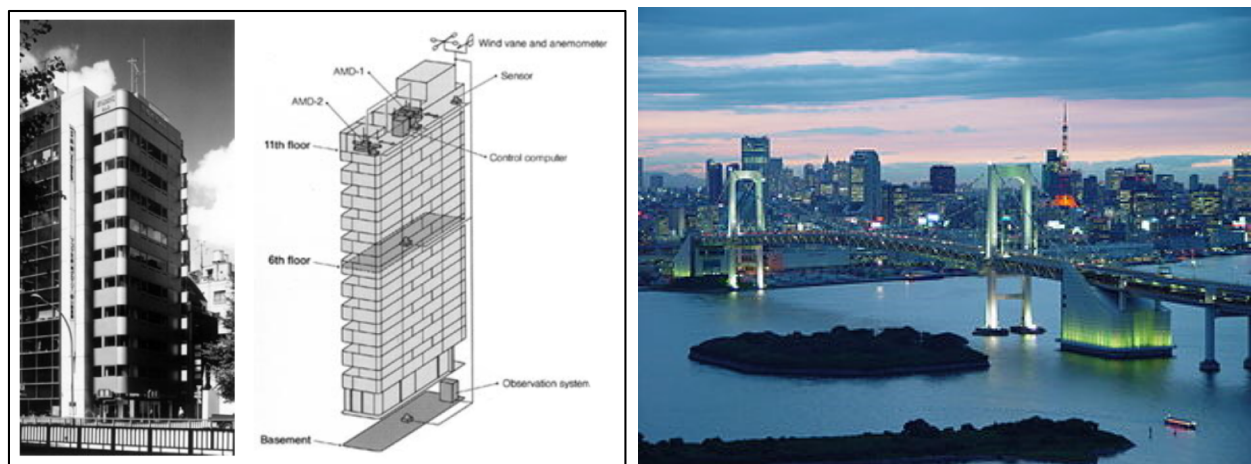 Wind vane and anemometer
AMD-1
Sensor
AMD-2
11th floor
Control computer
6th floor
Observation system
Basement